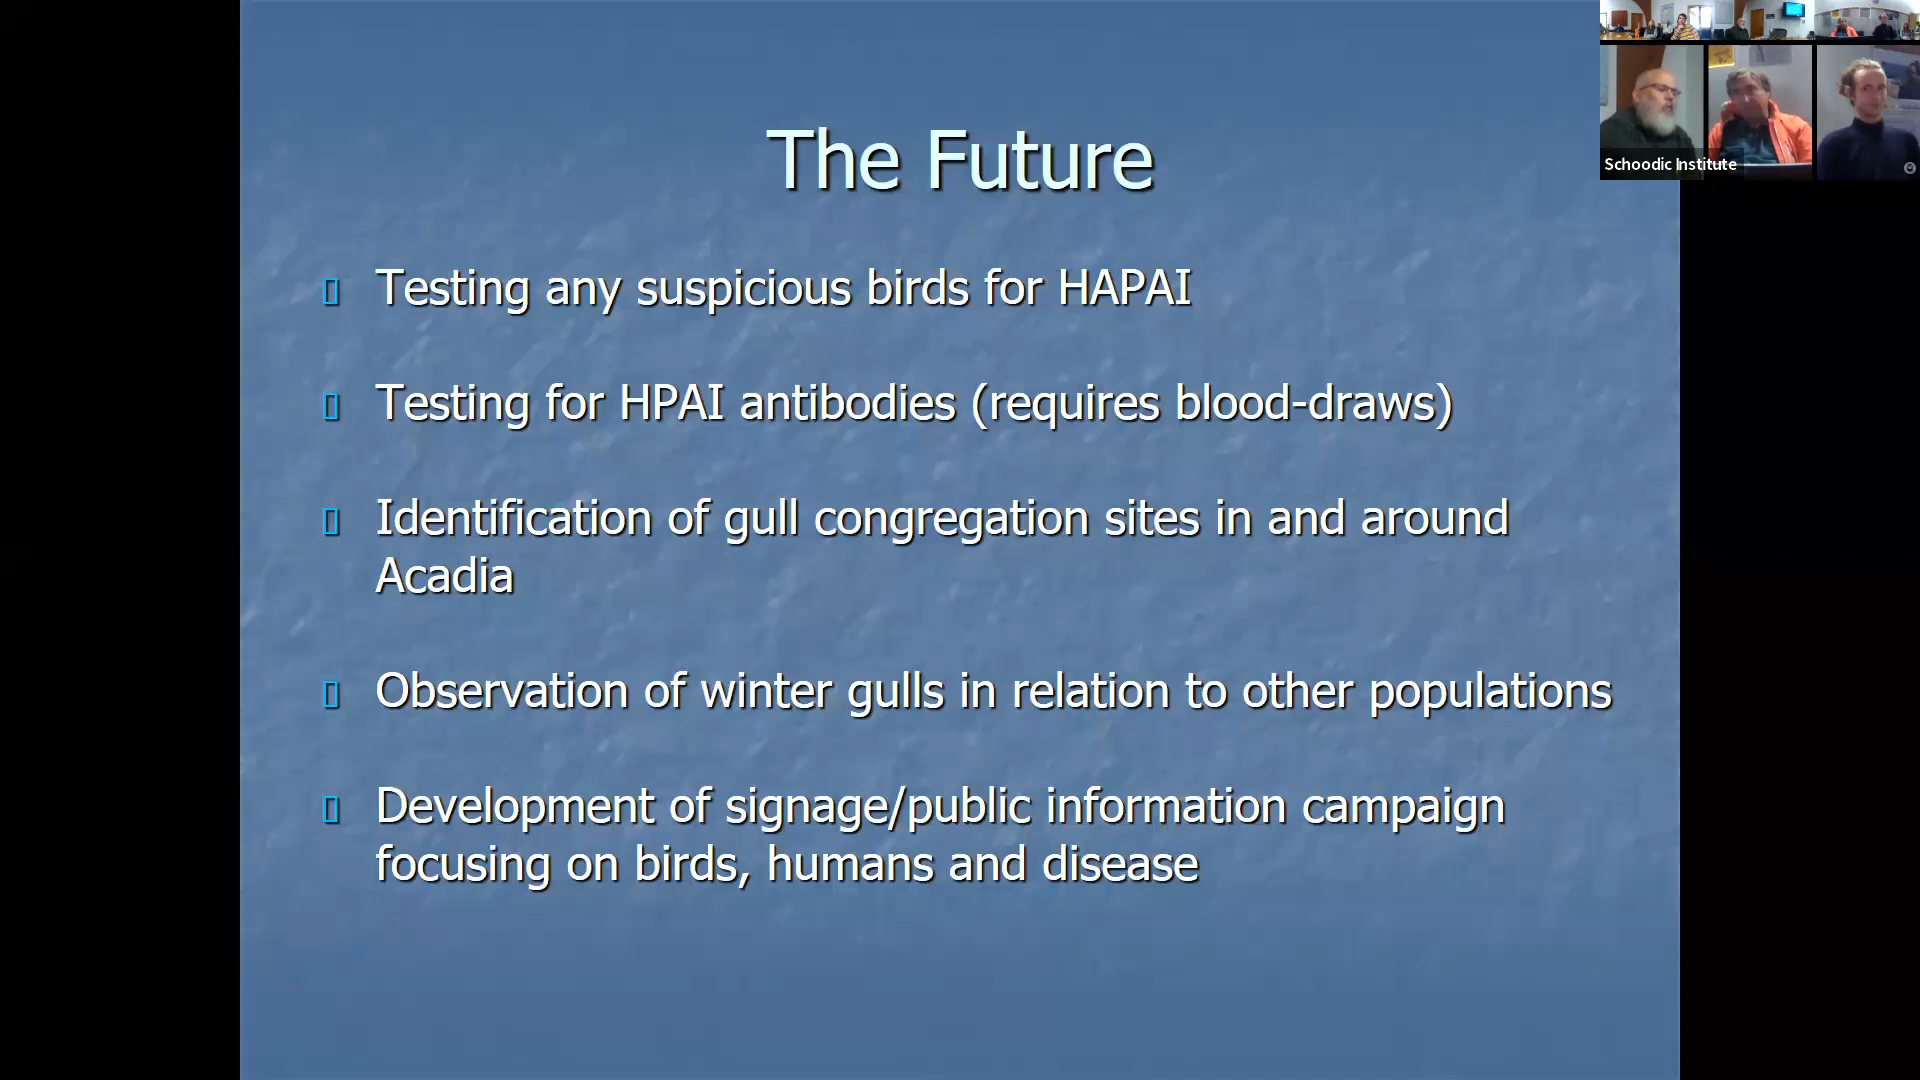 The Future
Testing any suspicious birds for HAPAI
Testing for HPAI antibodies (requires blood-draws)
Identification of gull congregation sites in and around
Acadia
Observation of winter gulls in relation to other populations
Development of signage/public information campaign
focusing on birds, humans and disease
Schoodic Institute